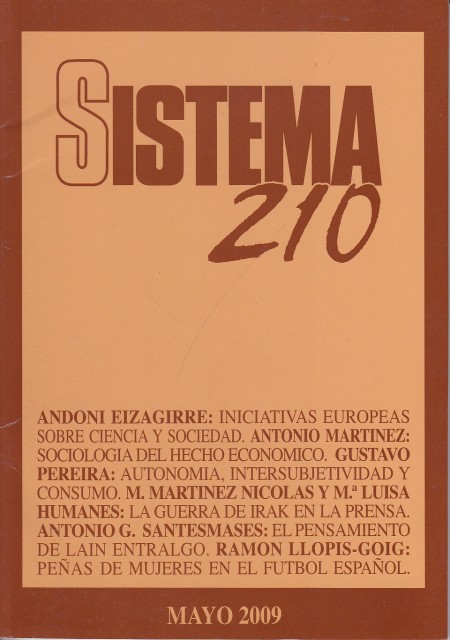 SISTEMA
210
ANDONI EIZAGIRRE: INICIATIVAS EUROPEAS
SOBRE CIENCIA Y SOCIEDAD. ANTONIO MARTINEZ:
SOCIOLOGIA DEL HECHO ECONOMICO. GUSTAVO
PEREIRA: AUTONOMIA, INTERSUBJETIVIDAD Y
CONSUMO. M. MARTINEZ NICOLAS Y M.ª LUISA
HUMANES: LA GUERRA DE IRAK EN LA PRENSA.
ANTONIO G. SANTESMASES: EL PENSAMIENTO
DE LAIN ENTRALGO. RAMON LLOPIS-GOIG:
PEÑAS DE MUJERES EN EL FUTBOL ESPAÑOL.
MAYO 2009